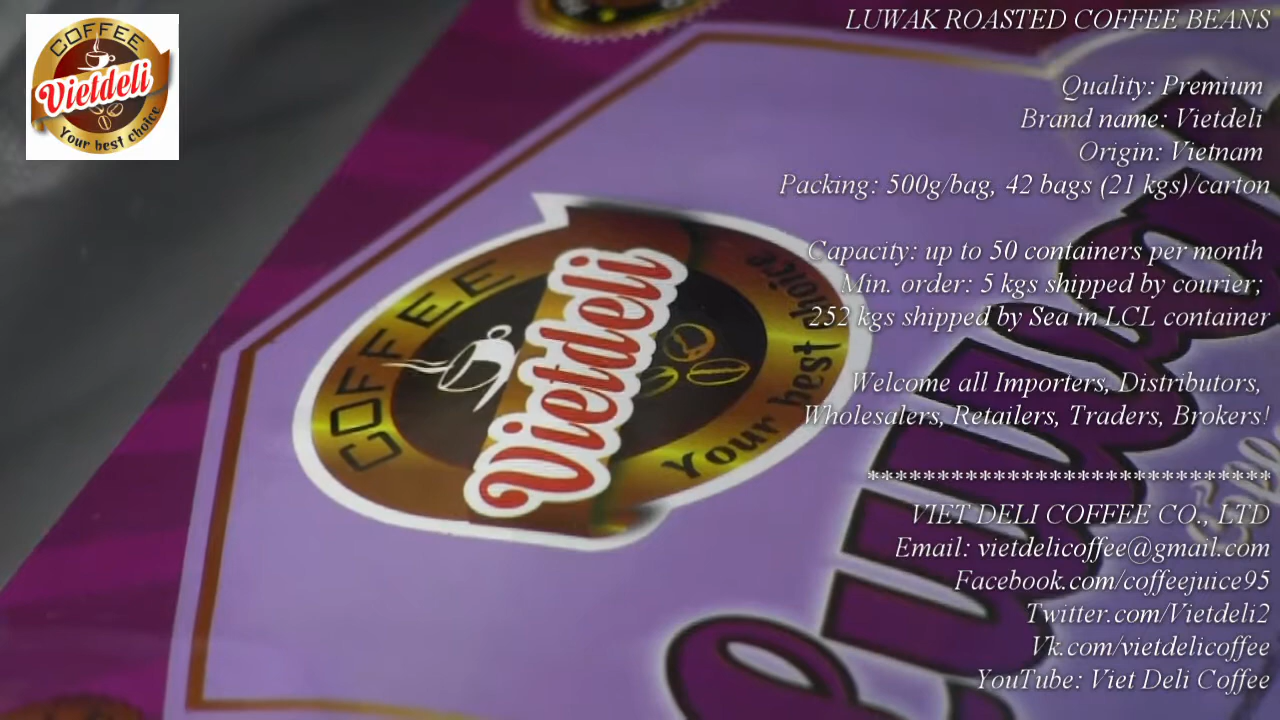 COFFEE
Vietdeli
Your best choice
LUWAK ROASTED COFFEE BEANS
Quality: Premium
Brand name: Vietdeli
Origin: Vietnam
Packing: 500g/bag, 42 bags (21 kgs)/carton
Capacity: up to 50 containers per month
Min. order: 5 kgs shipped by courier;
252 kgs shipped by Sea in LCL container
Welcome all Importers, Distributors,
Wholesalers, Retailers, Traders, Brokers!
*****************************
VIET DELI COFFEE CO., LTD
Email: vietdelicoffee@gmail.com
Facebook.com/coffeejuice95
Twitter.com/Vietdeli2
Vk.com/vietdelicoffee
YouTube: Viet Deli Coffee
COFFEE
Vietdeli
Your best choice
Luwak